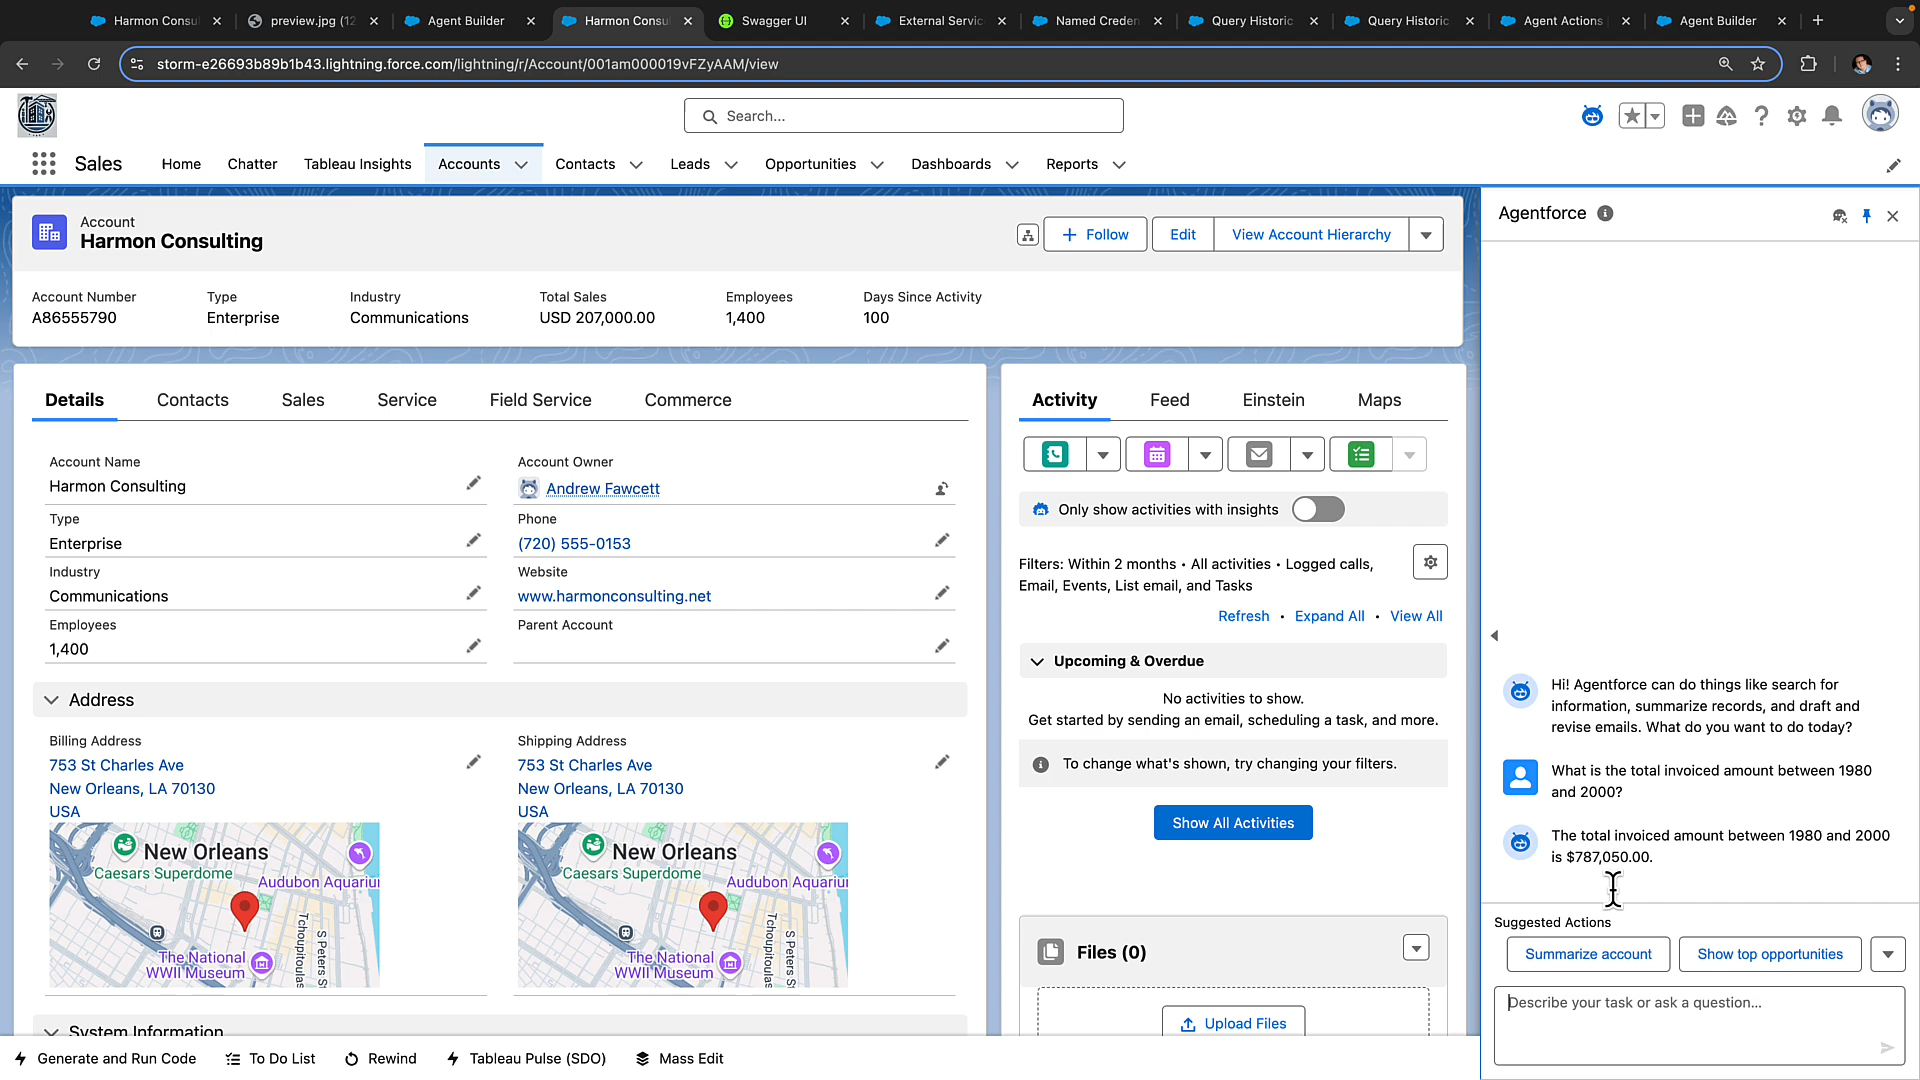 Harmon Consu
preview.jpg (12
Agent Builder
Harmon Consu
Swagger UI
External Servic
Named Creden
Query Historic
Query Historic
Agent Actions
Agent Builder
storm-e26693b89b1b43.lightning.force.com/lightning/r/Account/001am000019vFZyAAM/view
Search...
Sales
Home
Chatter
Tableau Insights
Accounts
Contacts
Leads
Opportunities
Dashboards
Reports
Account
Harmon Consulting
Follow
Edit
View Account Hierarchy
Account Number
Type
Industry
Total Sales
Employees
Days Since Activity
A86555790
Enterprise
Communications
USD 207,000.00
1,400
100
Details
Contacts
Sales
Service
Field Service
Commerce
Account Name
Harmon Consulting
Account Owner
Andrew Fawcett
Type
Enterprise
Phone
(720) 555-0153
Industry
Communications
Website
www.harmonconsulting.net
Employees
1,400
Parent Account
Address
Billing Address
753 St Charles Ave
New Orleans, LA 70130
USA
New Orleans
Caesars Superdome
Audubon Aquariu
Tchoupitoulas
S Peters St
The National
WWII Museum
Shipping Address
753 St Charles Ave
New Orleans, LA 70130
USA
New Orleans
Caesars Superdome
Audubon Aquariu
Tchoupitoulas
S Peters St
The National
WWII Museum
System Information
Activity
Feed
Einstein
Maps
Only show activities with insights
Filters: Within 2 months • All activities • Logged calls,
Email, Events, List email, and Tasks
Refresh • Expand All • View All
Upcoming & Overdue
No activities to show.
Get started by sending an email, scheduling a task, and more.
To change what's shown, try changing your filters.
Show All Activities
Files (0)
Upload Files
Agentforce
Hi! Agentforce can do things like search for
information, summarize records, and draft and
revise emails. What do you want to do today?
What is the total invoiced amount between 1980
and 2000?
The total invoiced amount between 1980 and 2000
is $787,050.00.
Suggested Actions
Summarize account
Show top opportunities
Describe your task or ask a question...
Generate and Run Code
To Do List
Rewind
Tableau Pulse (SDO)
Mass Edit